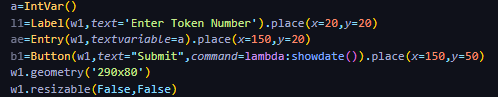 a=IntVar()
l1=Label(w1,text='Enter Token Number').place(x=20,y=20)
ae=Entry(w1,textvariable=a).place(x=150,y=20)
b1=Button(w1,text="Submit",command=lambda:showdate()).place(x=150,y=50)
w1.geometry('290x80')
w1.resizable(False,False)